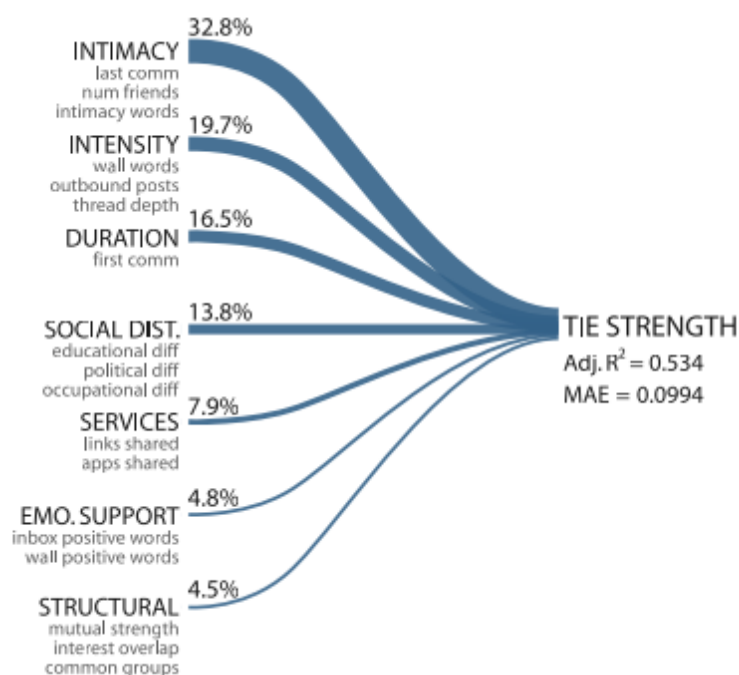 32.8%
INTIMACY
last comm
num friends
intimacy words
19.7%
INTENSITY
wall words
outbound posts
thread depth
16.5%
DURATION
first comm
13.8%
SOCIAL DIST.
educational diff
political diff
occupational diff
7.9%
SERVICES
links shared
apps shared
4.8%
EMO. SUPPORT
inbox positive words
wall positive words
4.5%
STRUCTURAL
mutual strength
interest overlap
common groups
TIE STRENGTH
Adj. R² = 0.534
MAE = 0.0994